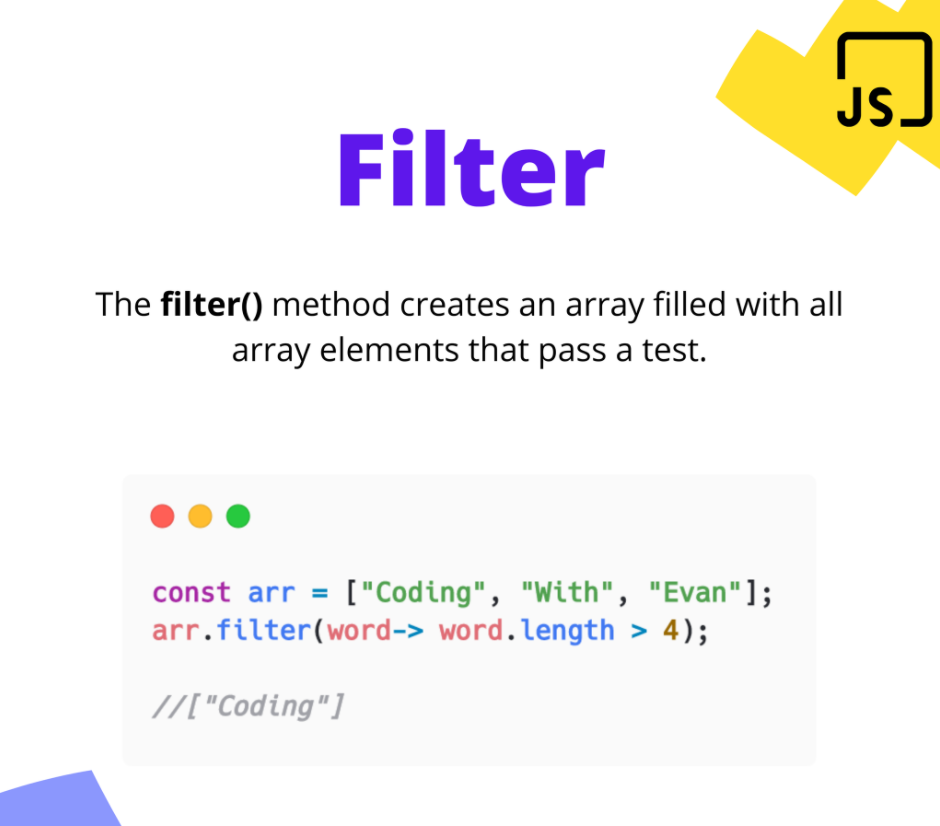 JS
Filter
The filter() method creates an array filled with all
array elements that pass a test.
const arr = ["Coding", "With", "Evan"];
arr.filter(word-> word.length > 4);
//["Coding"]